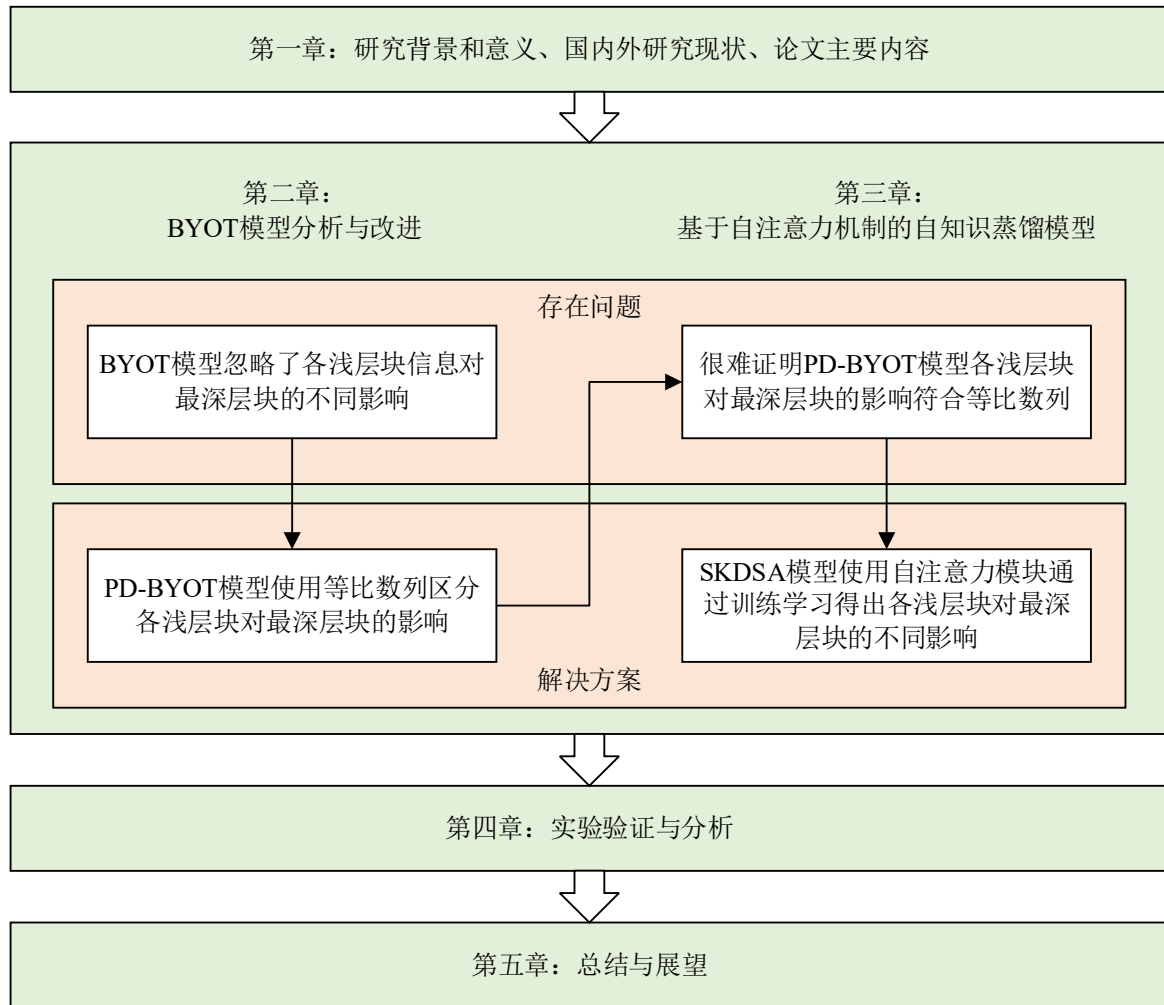 第一章：研究背景和意义、国内外研究现状、论文主要内容
第二章：
BYOT模型分析与改进
第三章：
基于自注意力机制的自知识蒸馏模型
存在问题
BYOT模型忽略了各浅层块信息对
最深层块的不同影响
很难证明PD-BYOT模型各浅层块
对最深层块的影响符合等比数列
PD-BYOT模型使用等比数列区分
各浅层块对最深层块的影响
SKDSA模型使用自注意力模块通
过训练学习得出各浅层块对最深
层块的不同影响
解决方案
第四章：实验验证与分析
第五章：总结与展望